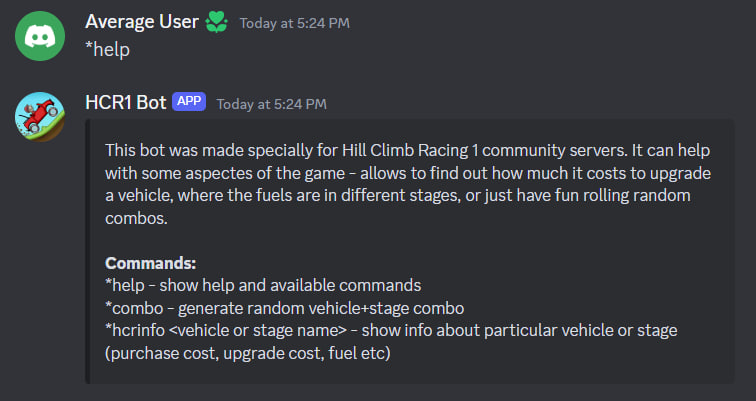 Average User Today at 5:24 PM
*help
HCR1 Bot APP Today at 5:24 PM
This bot was made specially for Hill Climb Racing 1 community servers. It can help
with some aspectes of the game - allows to find out how much it costs to upgrade
a vehicle, where the fuels are in different stages, or just have fun rolling random
combos.
Commands:
*help - show help and available commands
*combo - generate random vehicle+stage combo
*hcrinfo <vehicle or stage name> - show info about particular vehicle or stage
(purchase cost, upgrade cost, fuel etc)